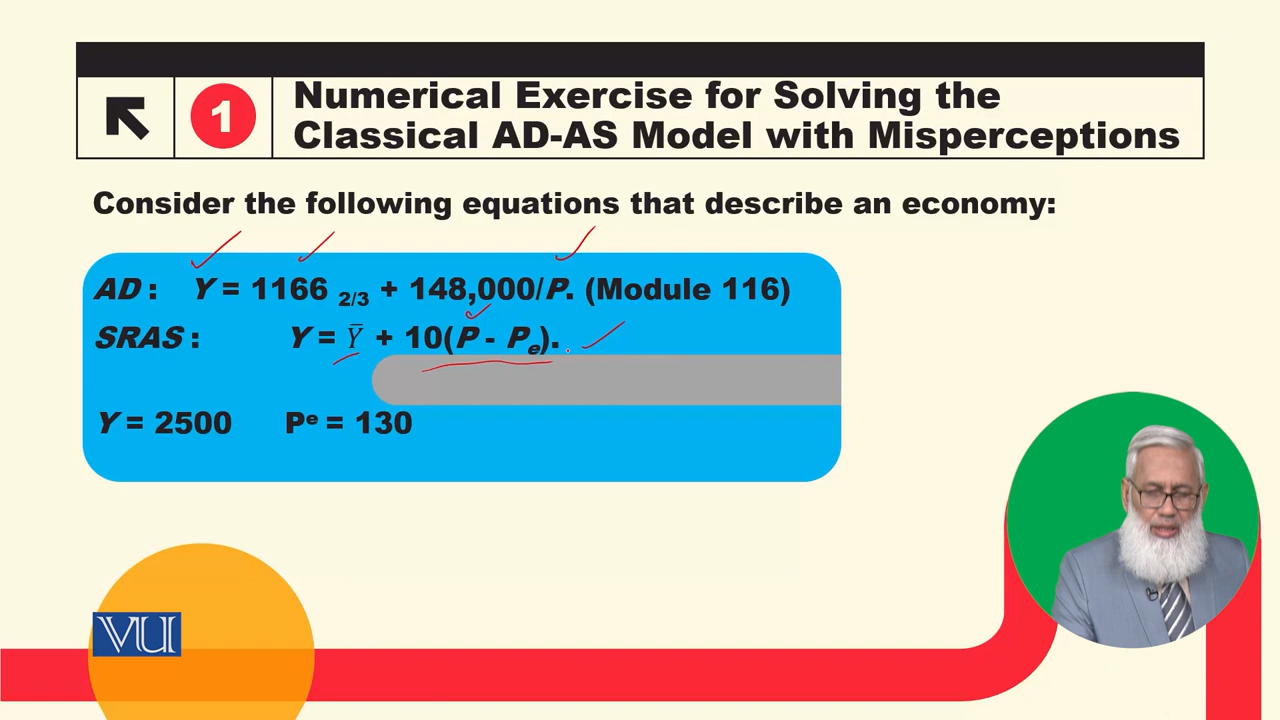 1
Numerical Exercise for Solving the
Classical AD-AS Model with Misperceptions
Consider the following equations that describe an economy:
AD : Y = 1166 2/3 + 148,000/P. (Module 116)
SRAS : Y = Ȳ + 10(P - Pe).
Y = 2500 Pᵉ = 130
VU